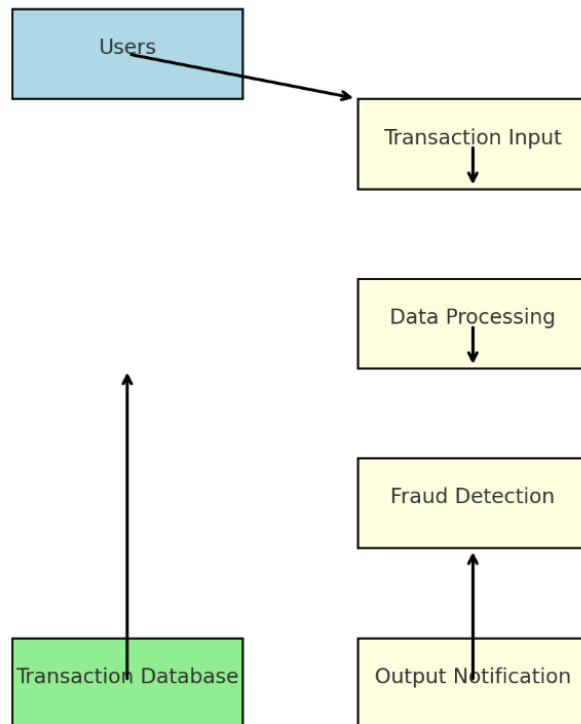 Users
Transaction Input
Data Processing
Fraud Detection
Transaction Database
Output Notification